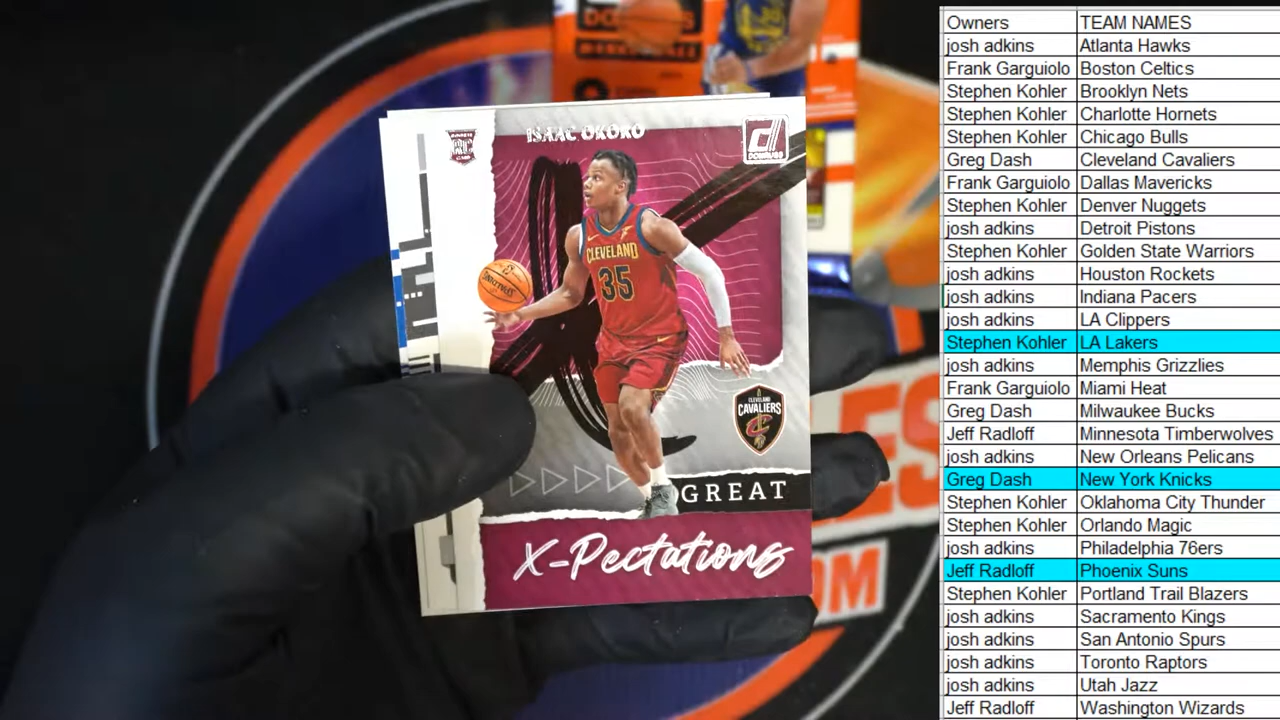 ISAAC OKORO
DONRUSS
CLEVELAND
35
SPALDING
CLEVELAND
CAVALIERS
GREAT
X-Pectations
OM
Owners TEAM NAMES
josh adkins Atlanta Hawks
Frank Garguiolo Boston Celtics
Stephen Kohler Brooklyn Nets
Stephen Kohler Charlotte Hornets
Stephen Kohler Chicago Bulls
Greg Dash Cleveland Cavaliers
Frank Garguiolo Dallas Mavericks
Stephen Kohler Denver Nuggets
josh adkins Detroit Pistons
Stephen Kohler Golden State Warriors
josh adkins Houston Rockets
josh adkins Indiana Pacers
josh adkins LA Clippers
Stephen Kohler LA Lakers
josh adkins Memphis Grizzlies
Frank Garguiolo Miami Heat
Greg Dash Milwaukee Bucks
Jeff Radloff Minnesota Timberwolves
josh adkins New Orleans Pelicans
Greg Dash New York Knicks
Stephen Kohler Oklahoma City Thunder
Stephen Kohler Orlando Magic
josh adkins Philadelphia 76ers
Jeff Radloff Phoenix Suns
Stephen Kohler Portland Trail Blazers
josh adkins Sacramento Kings
josh adkins San Antonio Spurs
josh adkins Toronto Raptors
josh adkins Utah Jazz
Jeff Radloff Washington Wizards